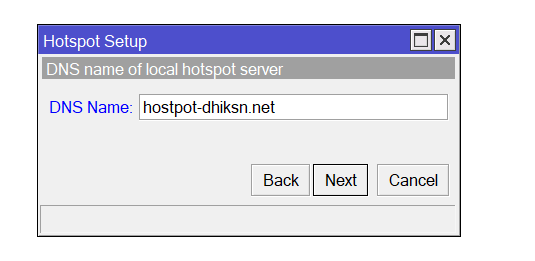 Hotspot Setup
DNS name of local hotspot server
DNS Name: hostpot-dhiksn.net
Back Next Cancel